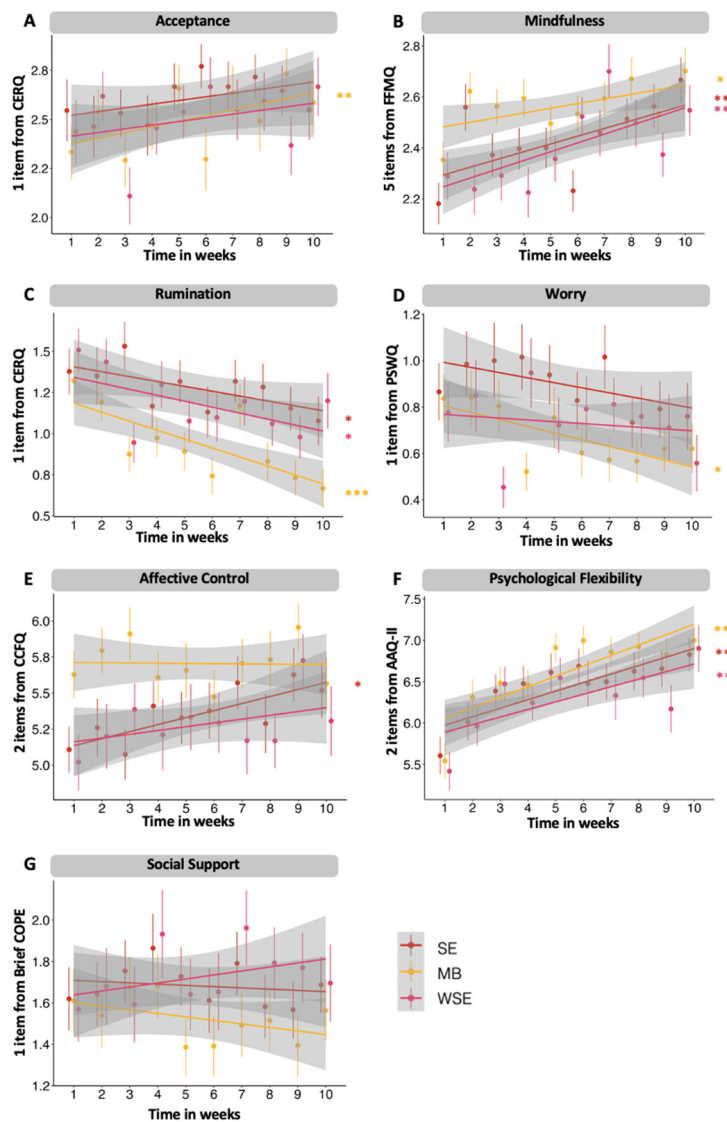 A
Acceptance
1 item from CERQ
2.8
2.5
2.2
2.0
1 2 3 4 5 6 7 8 9 10
Time in weeks
**
B
Mindfulness
5 items from FFMQ
2.8
2.6
2.4
2.2
1 2 3 4 5 6 7 8 9 10
Time in weeks
*
**
**
C
Rumination
1 item from CERQ
1.5
1.2
1.0
0.8
0.5
1 2 3 4 5 6 7 8 9 10
Time in weeks
*
*
***
D
Worry
1 item from PSWQ
1.2
1.0
0.8
0.6
0.4
1 2 3 4 5 6 7 8 9 10
Time in weeks
*
E
Affective Control
2 items from CCFQ
6.0
5.8
5.5
5.2
5.0
1 2 3 4 5 6 7 8 9 10
Time in weeks
*
F
Psychological Flexibility
2 items from AAQ-II
7.5
7.0
6.5
6.0
5.5
1 2 3 4 5 6 7 8 9 10
Time in weeks
**
**
**
G
Social Support
1 item from Brief COPE
2.0
1.8
1.6
1.4
1.2
1 2 3 4 5 6 7 8 9 10
Time in weeks
SE
MB
WSE